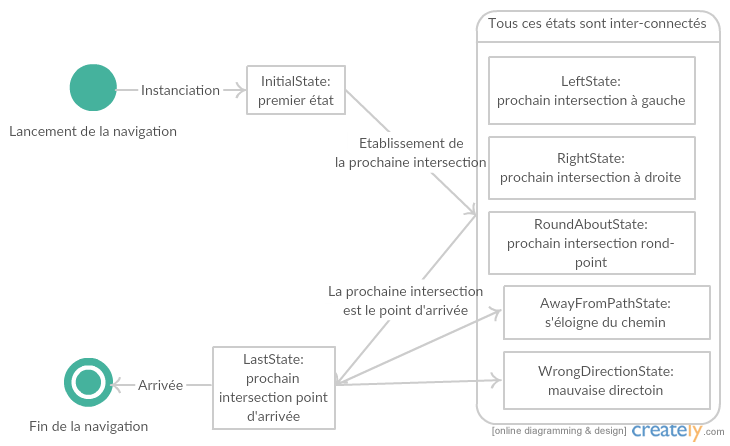 Tous ces états sont inter-connectés
LeftState:
prochain intersection à gauche
InitialState:
premier état
Instanciation
Lancement de la navigation
Etablissement de
la prochaine intersection
RightState:
prochain intersection à droite
RoundAboutState:
prochain intersection rond-
point
La prochaine intersection
est le point d'arrivée
AwayFromPathState:
s'éloigne du chemin
LastState:
prochain
intersection point
d'arrivée
Arrivée
Fin de la navigation
WrongDirectionState:
mauvaise directoin
[online diagramming & design] creately.com